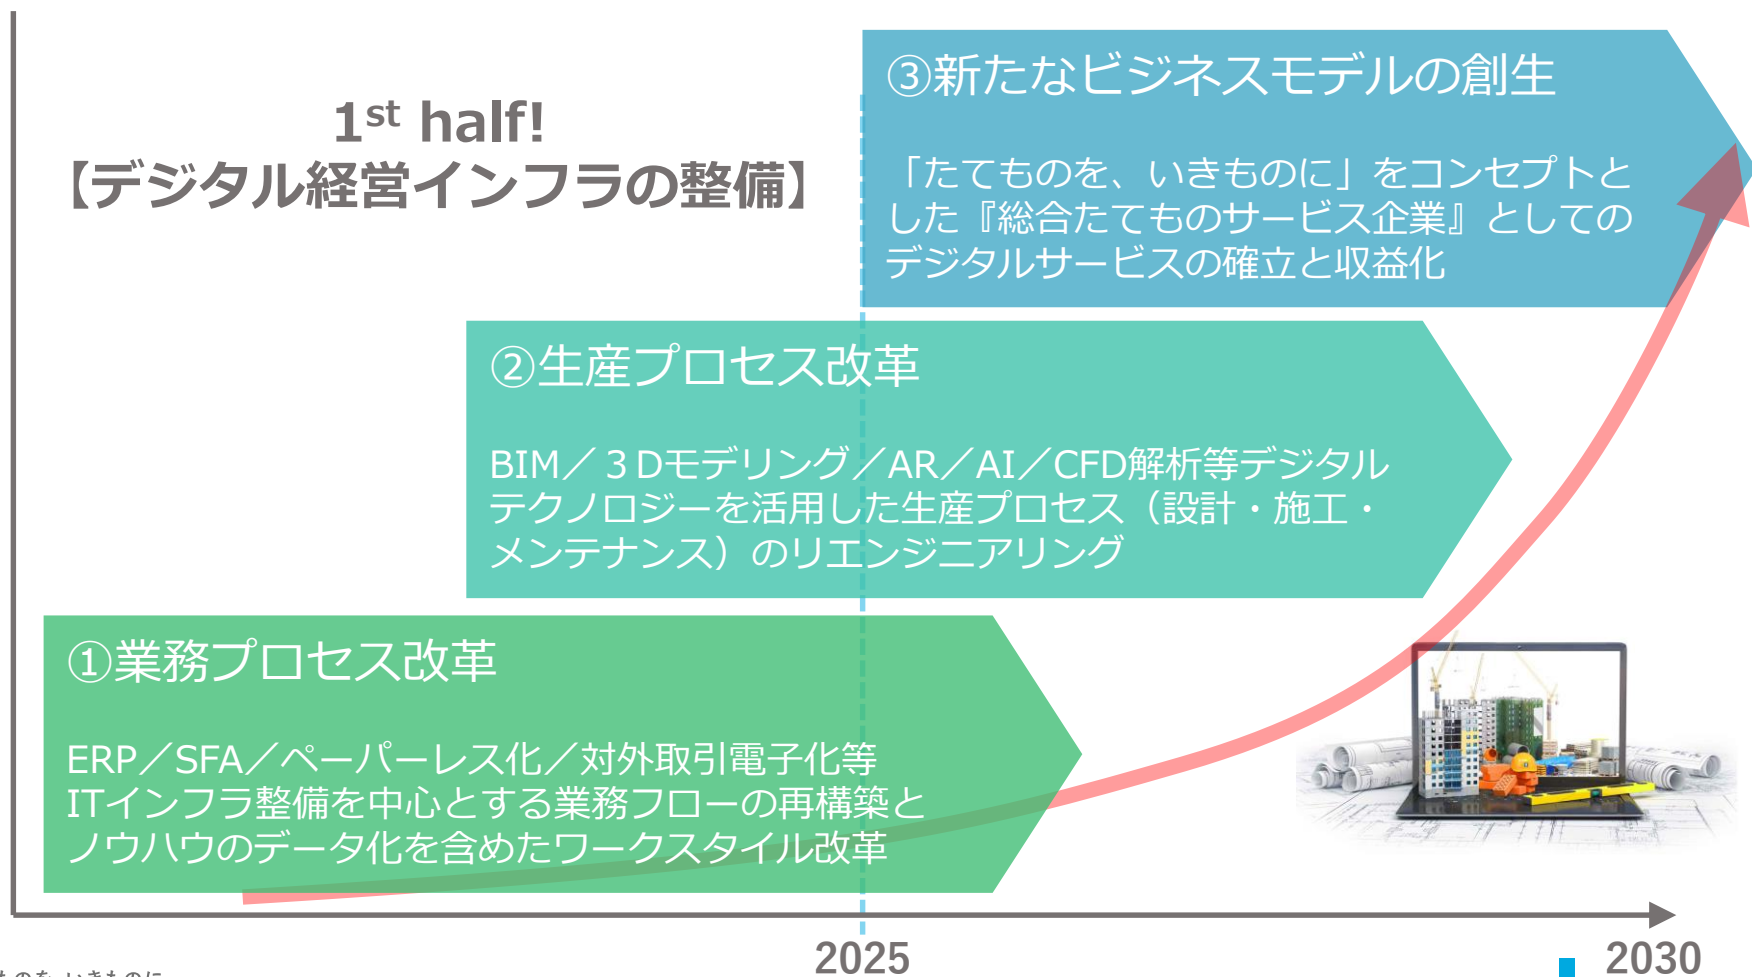 1st half!
【デジタル経営インフラの整備】
③新たなビジネスモデルの創生
「たてものを、いきものに」をコンセプトと
した『総合たてものサービス企業』としての
デジタルサービスの確立と収益化
②生産プロセス改革
BIM／３Dモデリング／AR／AI／CFD解析等デジタル
テクノロジーを活用した生産プロセス（設計・施工・
メンテナンス）のリエンジニアリング
①業務プロセス改革
ERP／SFA／ペーパーレス化／対外取引電子化等
ITインフラ整備を中心とする業務フローの再構築と
ノウハウのデータ化を含めたワークスタイル改革
2025
2030